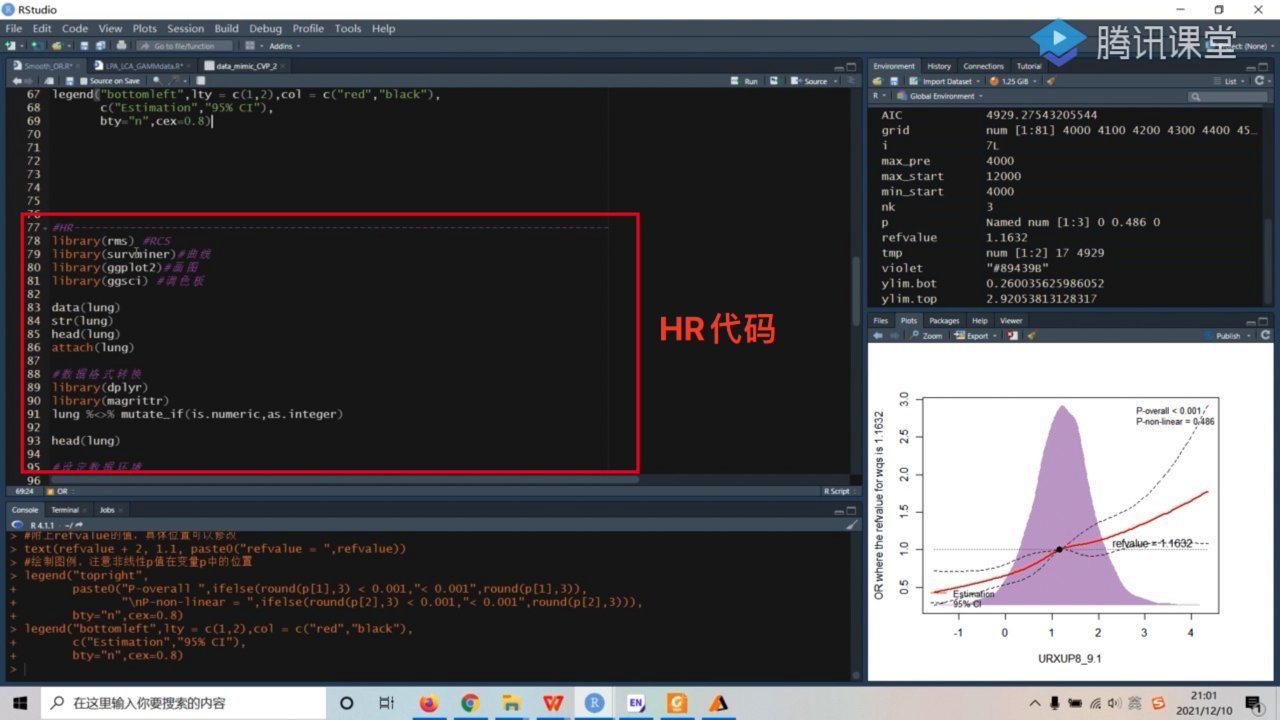 RStudio
File Edit Code View Plots Session Build Debug Profile Tools Help
Go to file/function Addins
腾讯课堂
Project: (None)
Smooth_OR.R* LPA_LCA_GAMMdata.R* data_mimic_CVP_2
Source on Save Run Source
67 legend("bottomleft",lty = c(1,2),col = c("red","black"),
68 c("Estimation","95% CI"),
69 bty="n",cex=0.8)
70
71
72
73
74
75
76
77 #HR
78 library(rms) #RCS
79 library(survminer)#曲线
80 library(ggplot2)#画图
81 library(ggsci) #调色板
82
83 data(lung)
84 str(lung)
85 head(lung)
86 attach(lung)
87
88 #数据格式转换
89 library(dplyr)
90 library(magrittr)
91 lung %<>% mutate_if(is.numeric,as.integer)
92
93 head(lung)
94
95 #设定数据环境
96
HR代码
69:24 OR R Script
Console Terminal Jobs
R 4.1.1 · ~/
> #附上refvalue的值，具体位置可以修改
> text(refvalue + 2, 1.1, paste0("refvalue = ",refvalue))
> #绘制图例，注意非线性p值在变量p中的位置
> legend("topright",
+ paste0("P-overall ",ifelse(round(p[1],3) < 0.001,"< 0.001",round(p[1],3)),
+ "\nP-non-linear = ",ifelse(round(p[2],3) < 0.001,"< 0.001",round(p[2],3))),
+ bty="n",cex=0.8)
> legend("bottomleft",lty = c(1,2),col = c("red","black"),
+ c("Estimation","95% CI"),
+ bty="n",cex=0.8)
>
Environment History Connections Tutorial
Import Dataset 1.25 GiB List
R Global Environment
AIC 4929.27543205544
grid num [1:81] 4000 4100 4200 4300 4400 45…
i 7L
max_pre 4000
max_start 12000
min_start 4000
nk 3
p Named num [1:3] 0 0.486 0
refvalue 1.1632
tmp num [1:2] 17 4929
violet "#89439B"
ylim.bot 0.260035625986052
ylim.top 2.92053813128317
Files Plots Packages Help Viewer
Zoom Export Publish
OR where the refvalue for wqs is 1.1632
3.0
2.5
2.0
1.5
1.0
0.5
P-overall < 0.001
P-non-linear = 0.486
refvalue = 1.1632
Estimation
95% CI
-1 0 1 2 3 4
URXUP8_9.1
在这里输入你要搜索的内容
W R EN
英
21:01
2021/12/10
1